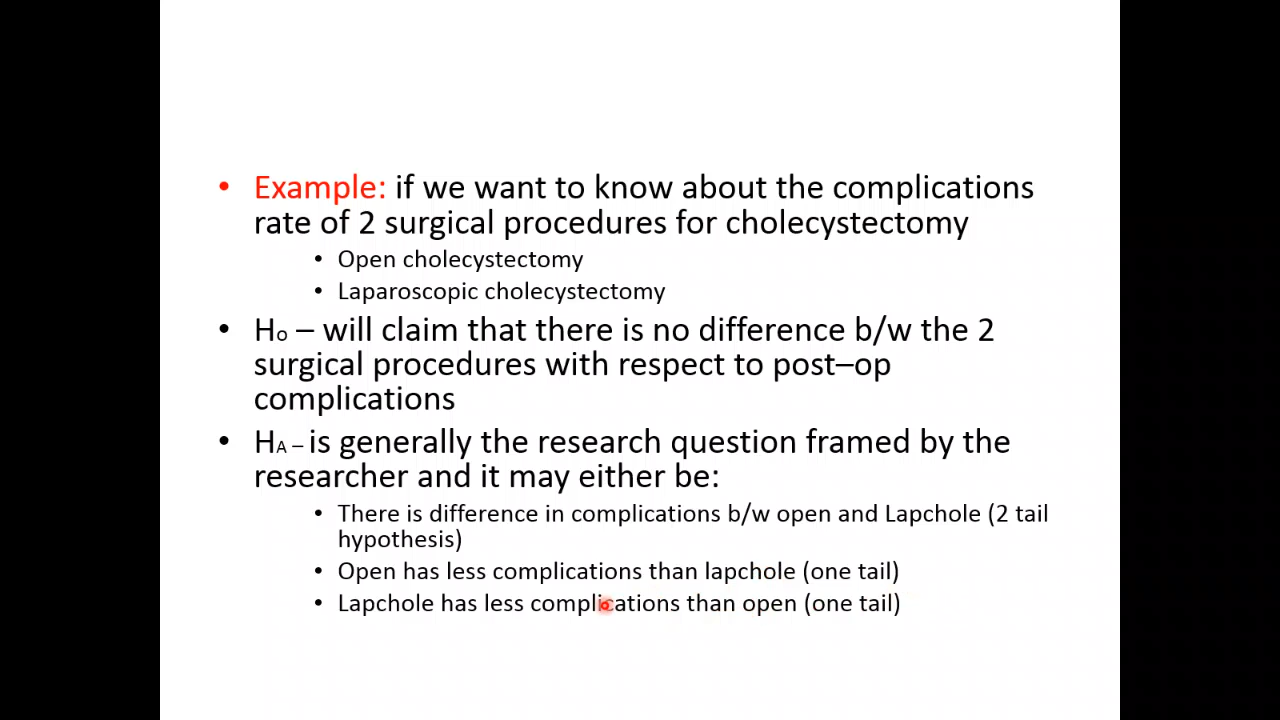 • Example: if we want to know about the complications
rate of 2 surgical procedures for cholecystectomy
• Open cholecystectomy
• Laparoscopic cholecystectomy
• Ho – will claim that there is no difference b/w the 2
surgical procedures with respect to post–op
complications
• HA – is generally the research question framed by the
researcher and it may either be:
• There is difference in complications b/w open and Lapchole (2 tail
hypothesis)
• Open has less complications than lapchole (one tail)
• Lapchole has less complications than open (one tail)